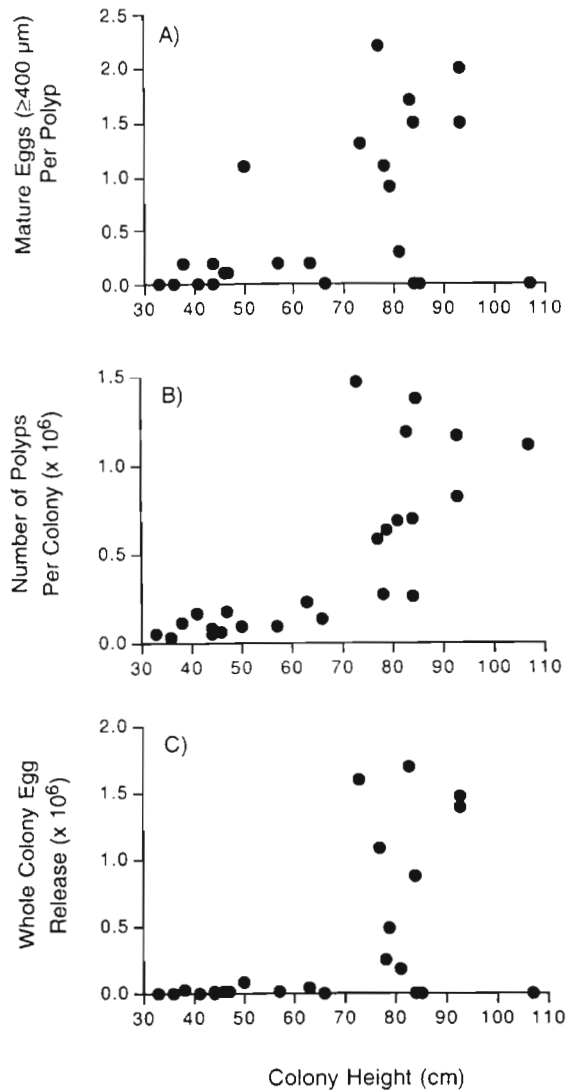 A)
Mature Eggs (≥400 µm)
Per Polyp
2.5
2.0
1.5
1.0
0.5
0.0
30 40 50 60 70 80 90 100 110
B)
Number of Polyps
Per Colony (x 10⁶)
1.5
1.0
0.5
0.0
30 40 50 60 70 80 90 100 110
C)
Whole Colony Egg
Release (x 10⁶)
2.0
1.5
1.0
0.5
0.0
30 40 50 60 70 80 90 100 110
Colony Height (cm)